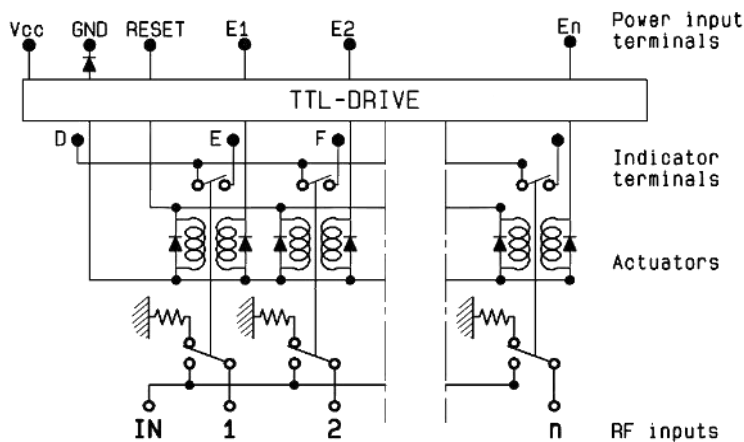 Vcc GND RESET E1 E2 En Power input
terminals
TTL-DRIVE
D E F
Indicator
terminals
Actuators
IN 1 2 n RF inputs